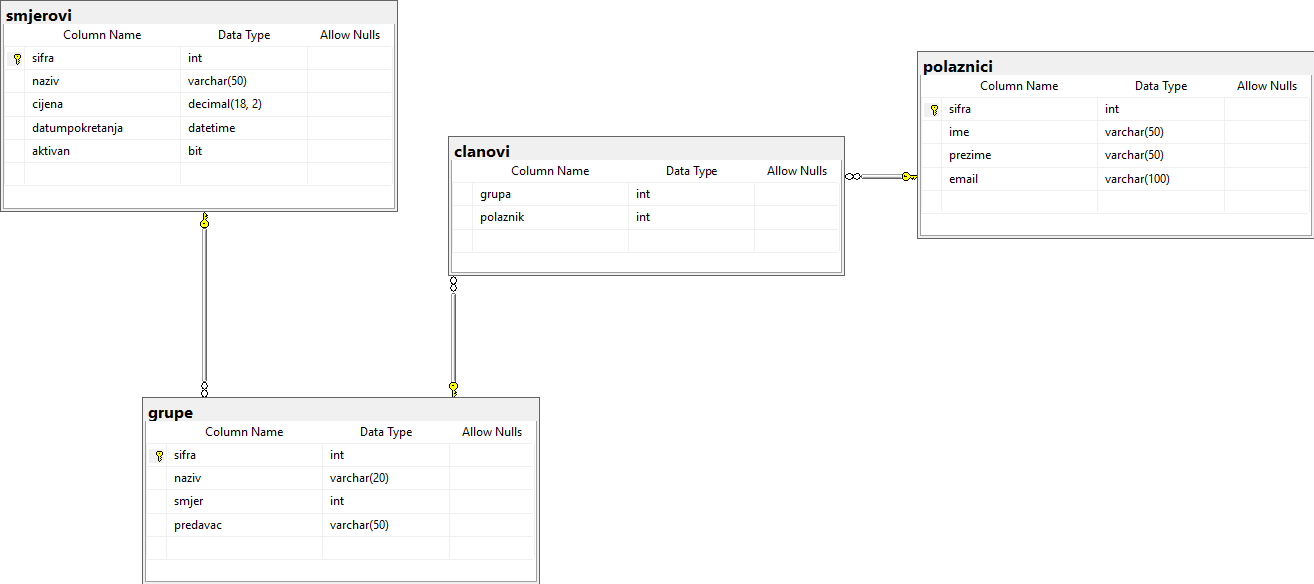 smjerovi
Column Name Data Type Allow Nulls
sifra int
naziv varchar(50)
cijena decimal(18, 2)
datumpokretanja datetime
aktivan bit
polaznici
Column Name Data Type Allow Nulls
sifra int
ime varchar(50)
prezime varchar(50)
email varchar(100)
clanovi
Column Name Data Type Allow Nulls
grupa int
polaznik int
grupe
Column Name Data Type Allow Nulls
sifra int
naziv varchar(20)
smjer int
predavac varchar(50)